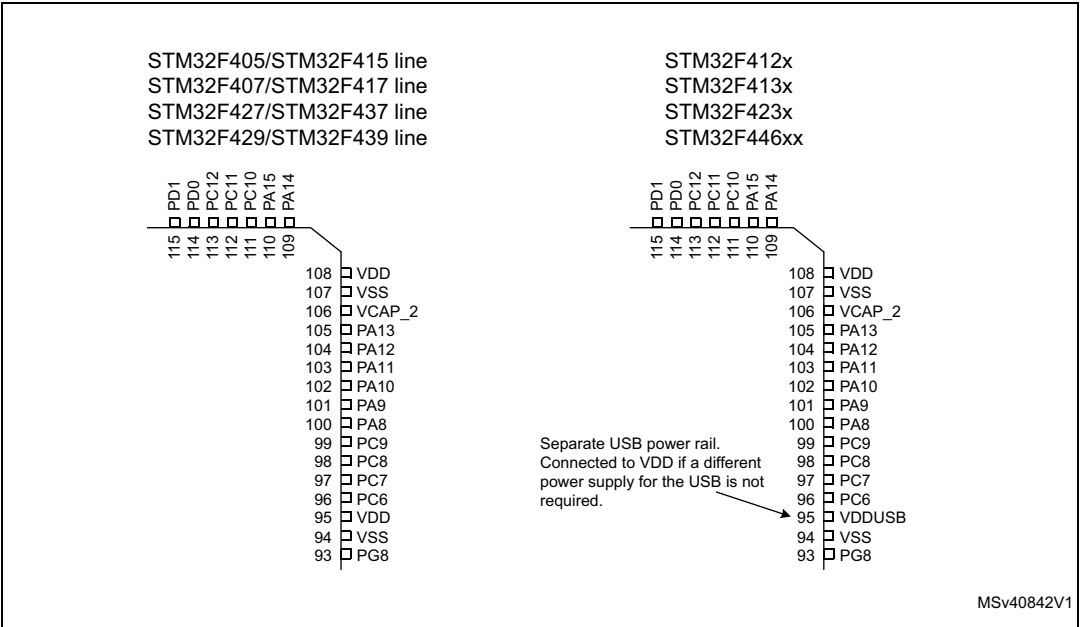 STM32F405/STM32F415 line
STM32F407/STM32F417 line
STM32F427/STM32F437 line
STM32F429/STM32F439 line
PD1
PD0
PC12
PC11
PC10
PA15
PA14
115
114
113
112
111
110
109
108 VDD
107 VSS
106 VCAP_2
105 PA13
104 PA12
103 PA11
102 PA10
101 PA9
100 PA8
99 PC9
98 PC8
97 PC7
96 PC6
95 VDD
94 VSS
93 PG8
STM32F412x
STM32F413x
STM32F423x
STM32F446xx
PD1
PD0
PC12
PC11
PC10
PA15
PA14
115
114
113
112
111
110
109
108 VDD
107 VSS
106 VCAP_2
105 PA13
104 PA12
103 PA11
102 PA10
101 PA9
100 PA8
99 PC9
98 PC8
97 PC7
96 PC6
95 VDDUSB
94 VSS
93 PG8
Separate USB power rail.
Connected to VDD if a different
power supply for the USB is not
required.
MSv40842V1